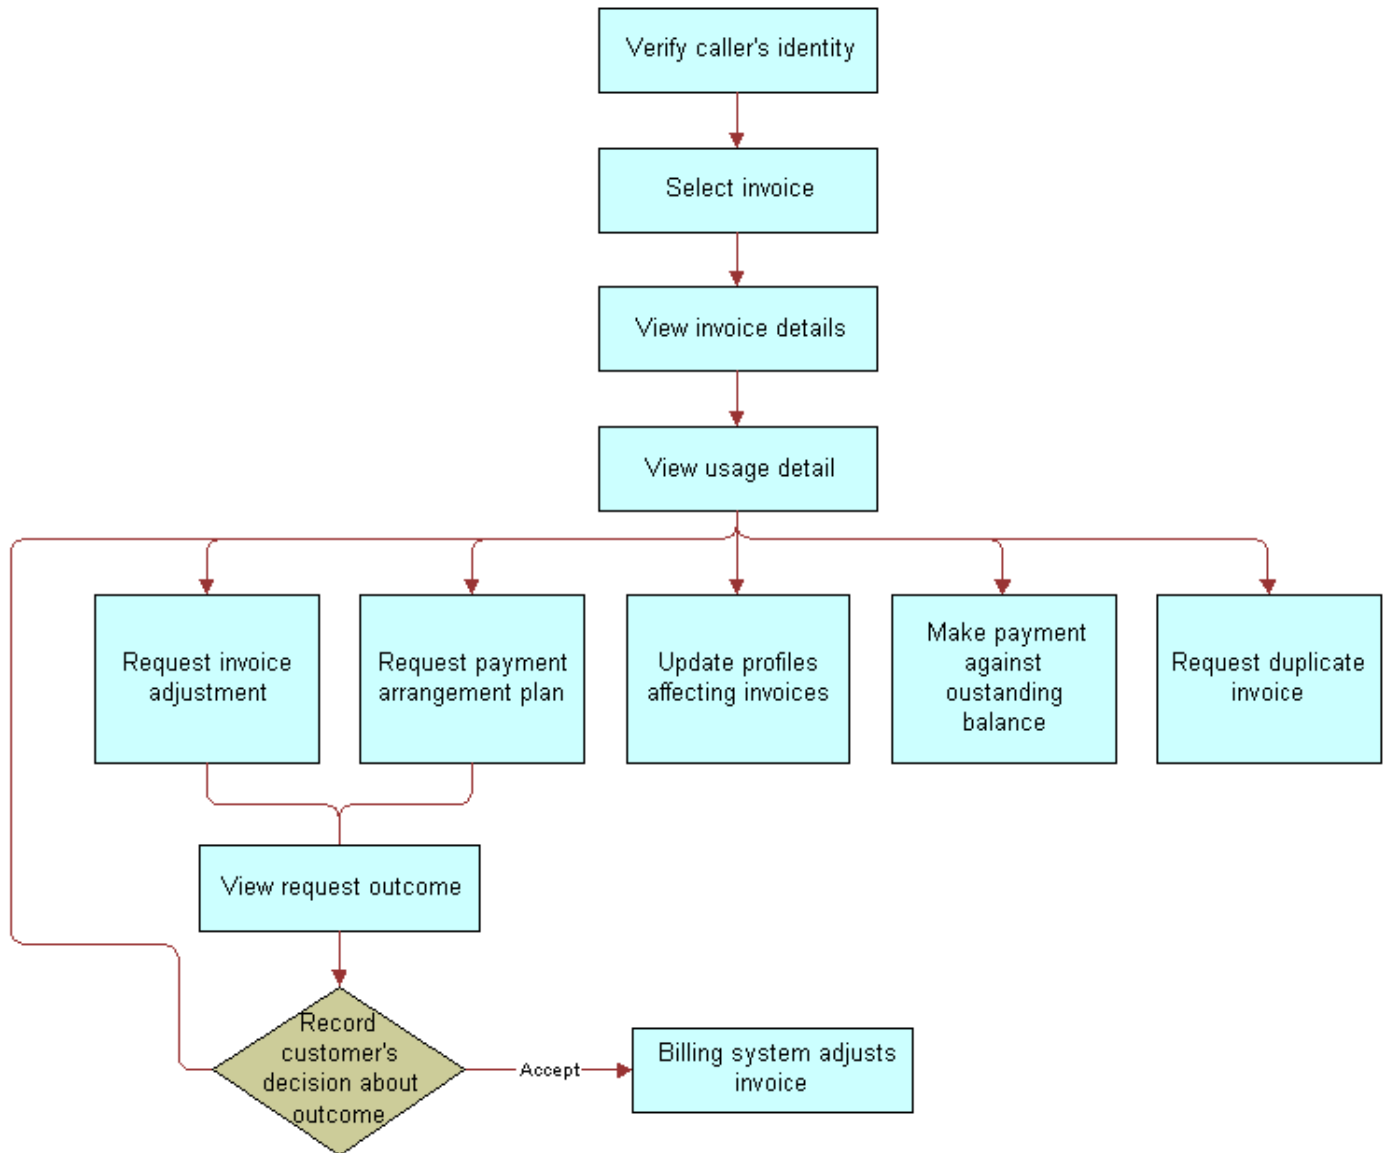 Verify caller's identity
Select invoice
View invoice details
View usage detail
Request invoice
adjustment
Request payment
arrangement plan
Update profiles
affecting invoices
Make payment
against
oustanding
balance
Request duplicate
invoice
View request outcome
Record
customer's
decision about
outcome
Accept
Billing system adjusts
invoice